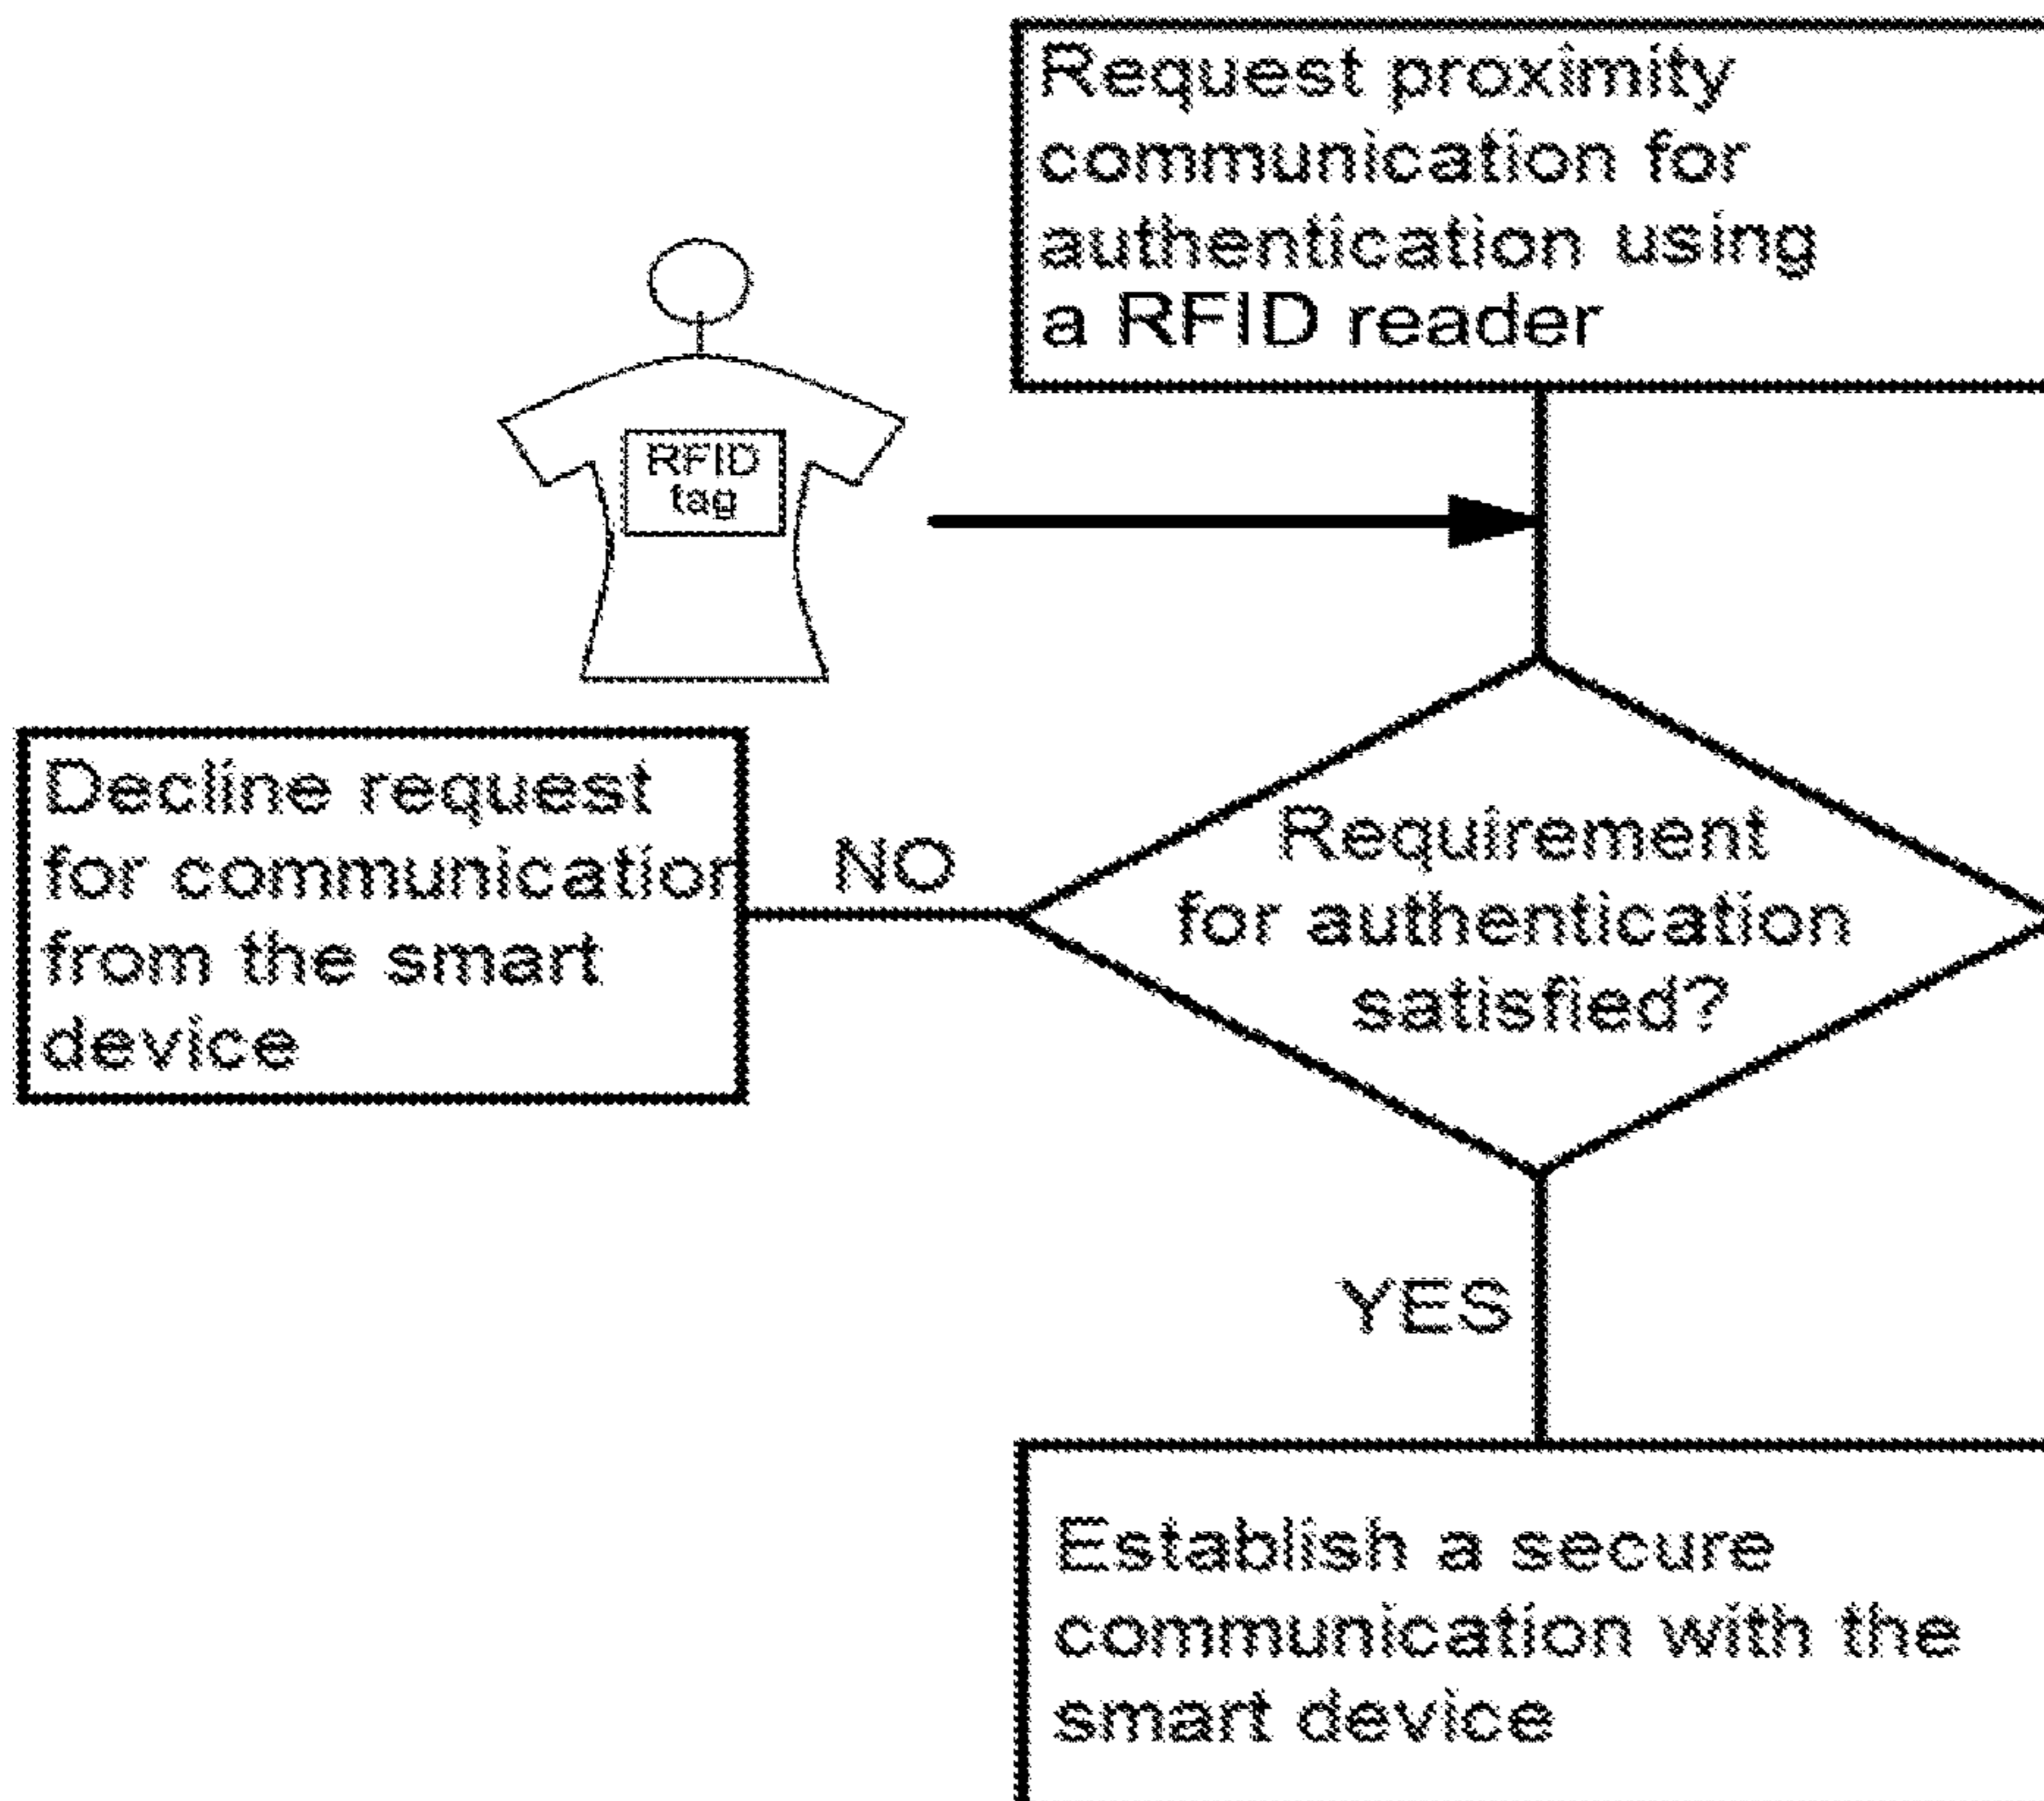 Request proximity
communication for
authentication using
a RFID reader
RFID
tag
Decline request
for communication
from the smart
device
NO
Requirement
for authentication
satisfied?
YES
Establish a secure
communication with the
smart device